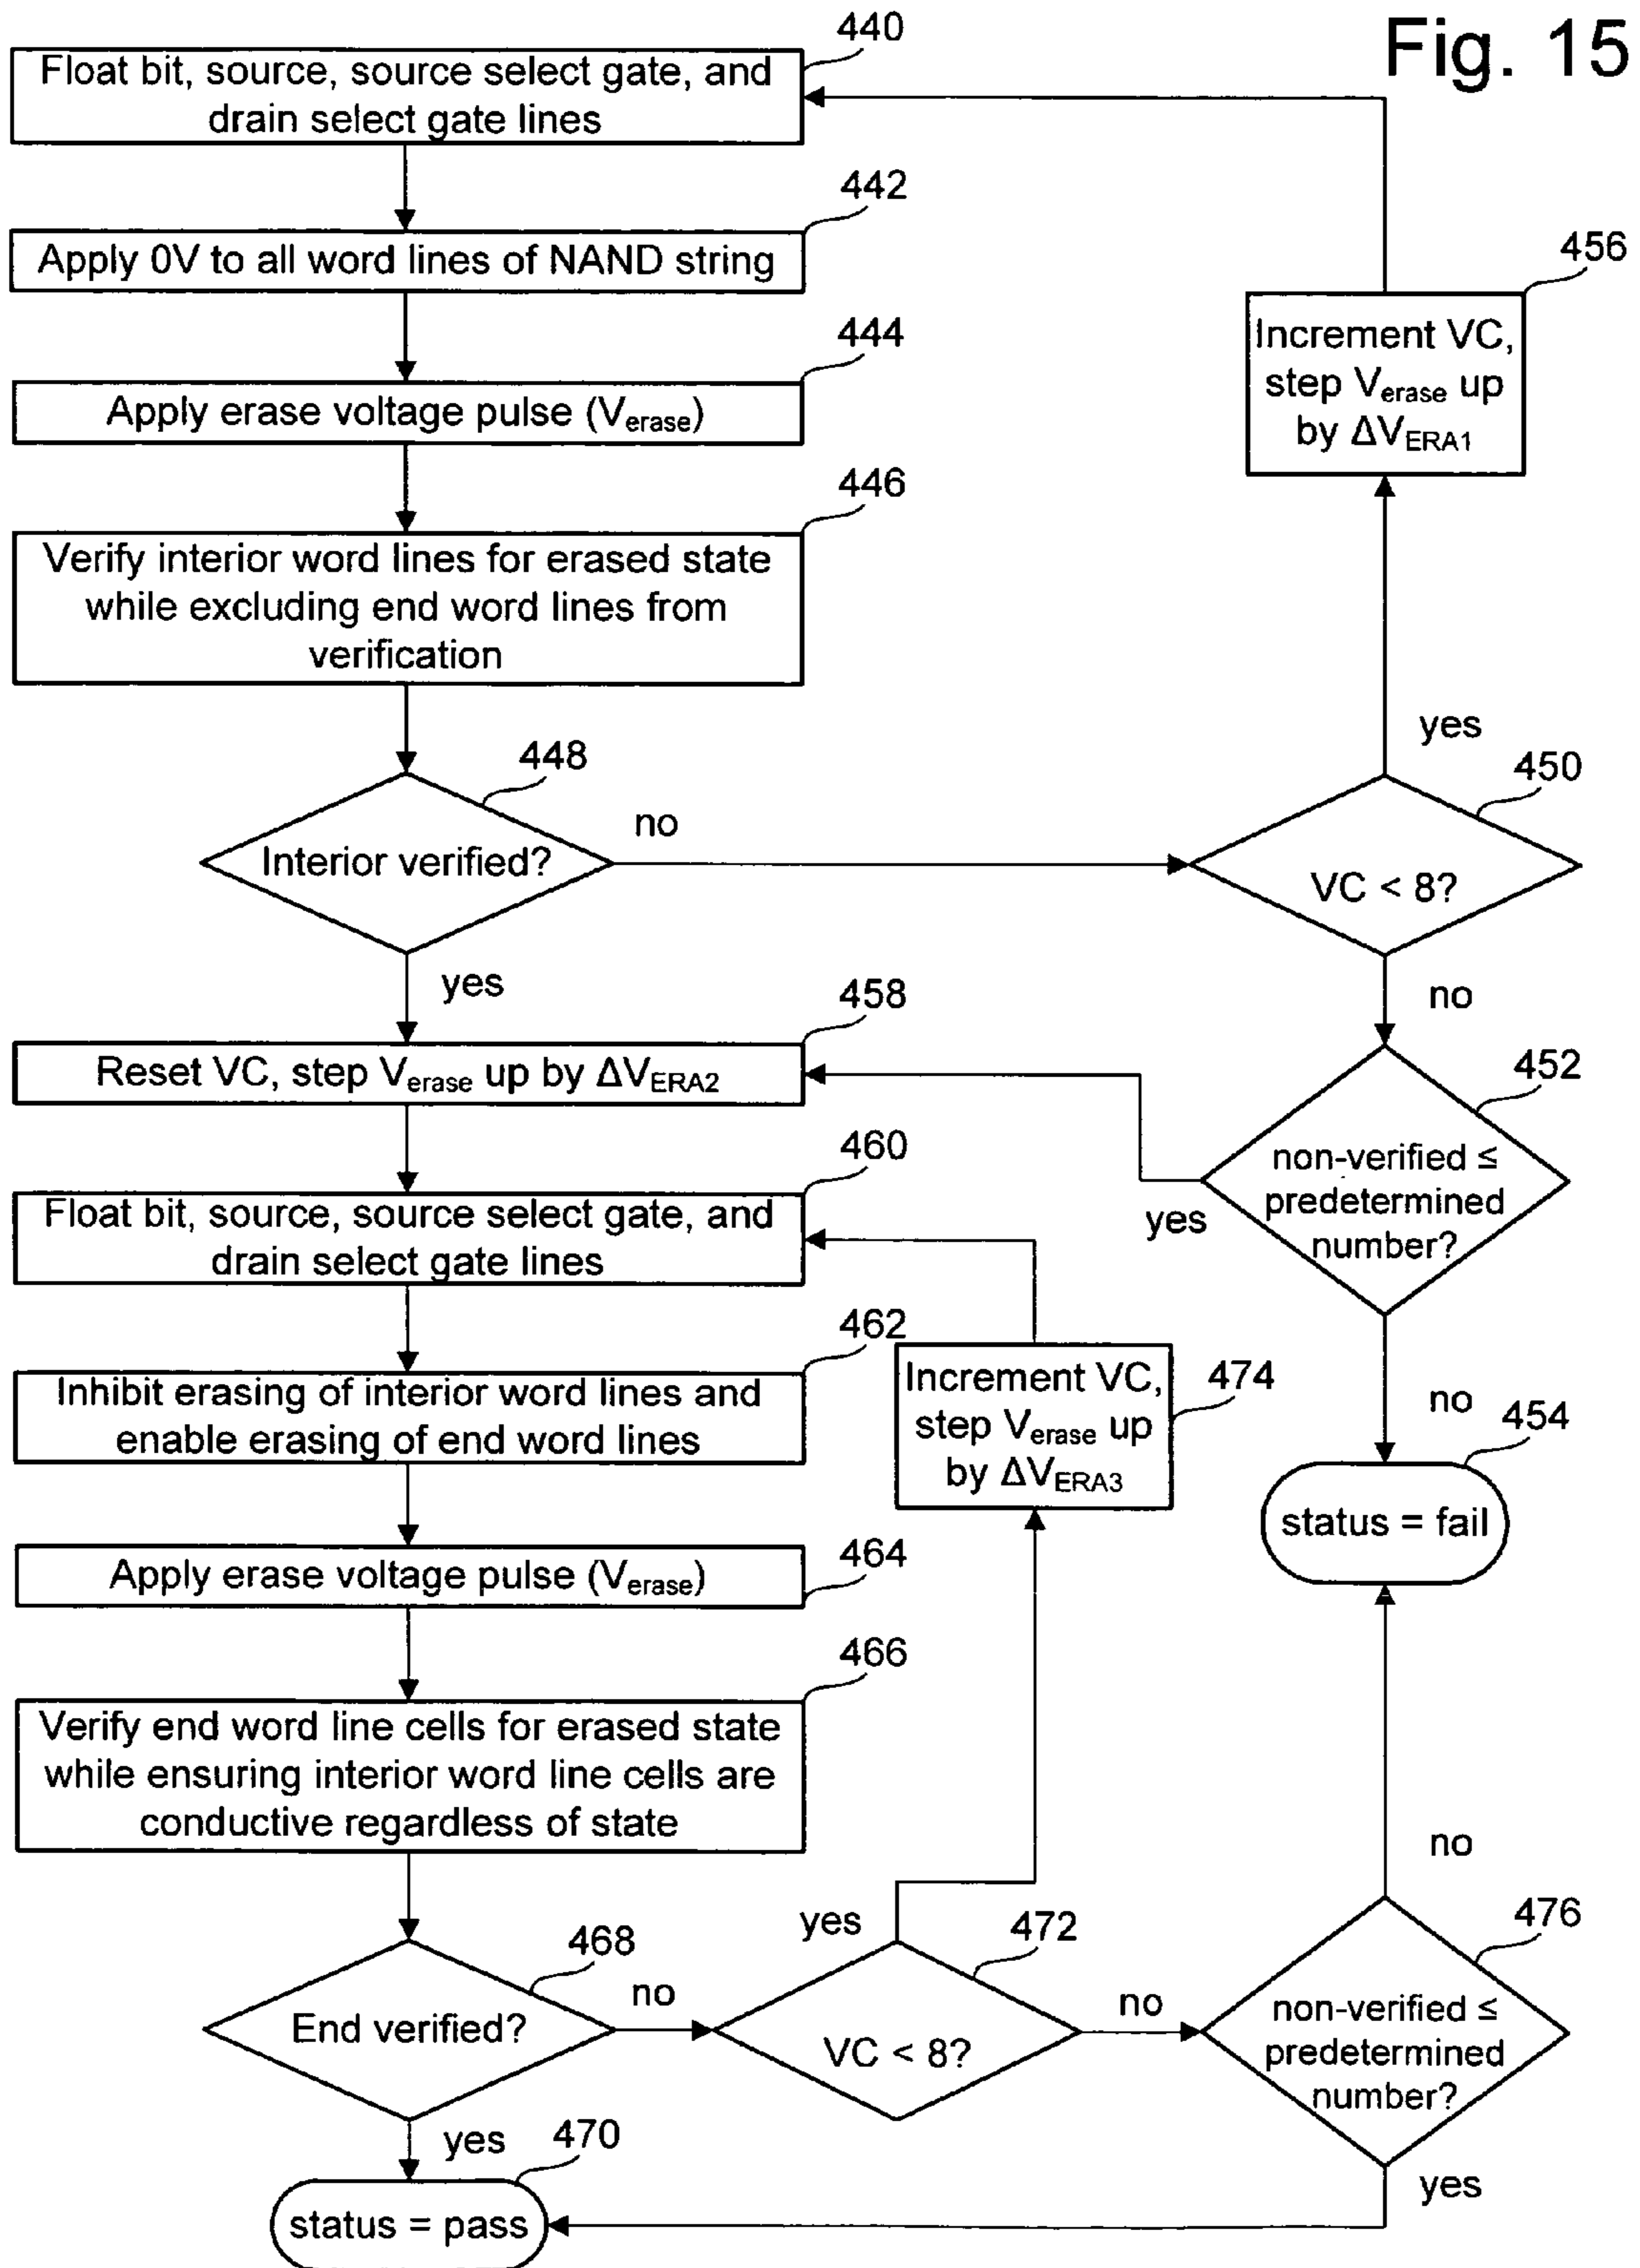 Fig. 15
440
Float bit, source, source select gate, and
drain select gate lines
442
Apply 0V to all word lines of NAND string
456
Increment VC,
step Verase up
by ΔVERA1
444
Apply erase voltage pulse (Verase)
446
Verify interior word lines for erased state
while excluding end word lines from
verification
448
Interior verified?
no
yes
yes
450
VC < 8?
no
458
Reset VC, step Verase up by ΔVERA2
452
non-verified ≤
predetermined
number?
yes
no
460
Float bit, source, source select gate, and
drain select gate lines
462
Inhibit erasing of interior word lines and
enable erasing of end word lines
474
Increment VC,
step Verase up
by ΔVERA3
454
status = fail
464
Apply erase voltage pulse (Verase)
466
Verify end word line cells for erased state
while ensuring interior word line cells are
conductive regardless of state
468
End verified?
no
yes
yes
472
VC < 8?
no
no
476
non-verified ≤
predetermined
number?
yes
470
status = pass